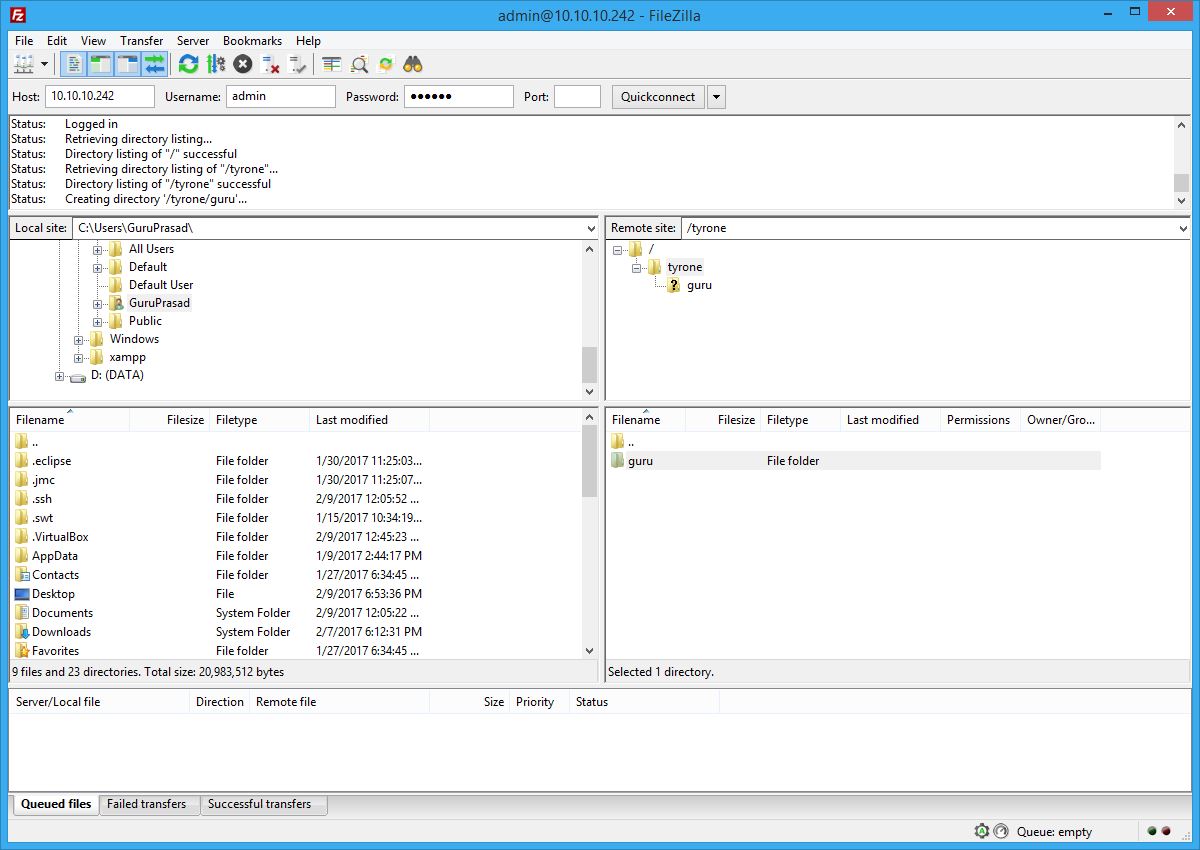 admin@10.10.10.242 - FileZilla
File Edit View Transfer Server Bookmarks Help
Host: 10.10.10.242 Username: admin Password: ●●●●●● Port: Quickconnect
Status: Logged in
Status: Retrieving directory listing...
Status: Directory listing of "/" successful
Status: Retrieving directory listing of "/tyrone"...
Status: Directory listing of "/tyrone" successful
Status: Creating directory '/tyrone/guru'...
Local site: C:\Users\GuruPrasad\
All Users
Default
Default User
GuruPrasad
Public
Windows
xampp
D: (DATA)
Remote site: /tyrone
/
tyrone
? guru
Filename Filesize Filetype Last modified
..
.eclipse File folder 1/30/2017 11:25:03...
.jmc File folder 1/30/2017 11:25:07...
.ssh File folder 2/9/2017 12:05:52 ...
.swt File folder 1/15/2017 10:34:19...
.VirtualBox File folder 2/9/2017 12:45:23 ...
AppData File folder 1/9/2017 2:44:17 PM
Contacts File folder 1/27/2017 6:34:45 ...
Desktop File 2/9/2017 6:53:36 PM
Documents System Folder 2/9/2017 12:05:22 ...
Downloads System Folder 2/7/2017 6:12:31 PM
Favorites File folder 1/27/2017 6:34:45 ...
9 files and 23 directories. Total size: 20,983,512 bytes
Filename Filesize Filetype Last modified Permissions Owner/Gro...
..
guru File folder
Selected 1 directory.
Server/Local file Direction Remote file Size Priority Status
Queued files Failed transfers Successful transfers
Queue: empty